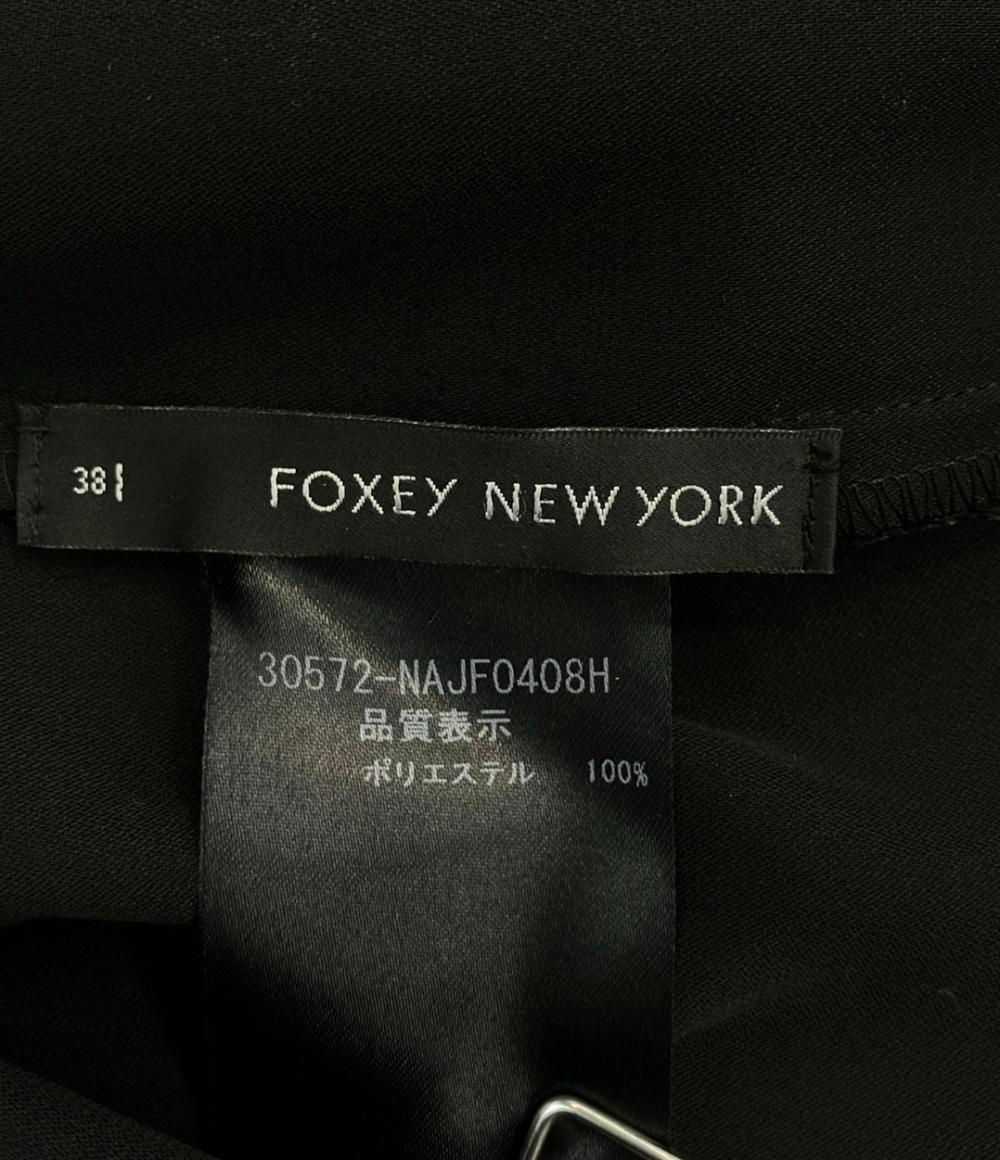 38
FOXEY NEW YORK
30572-NAJF0408H
品質表示
ポリエステル 100%